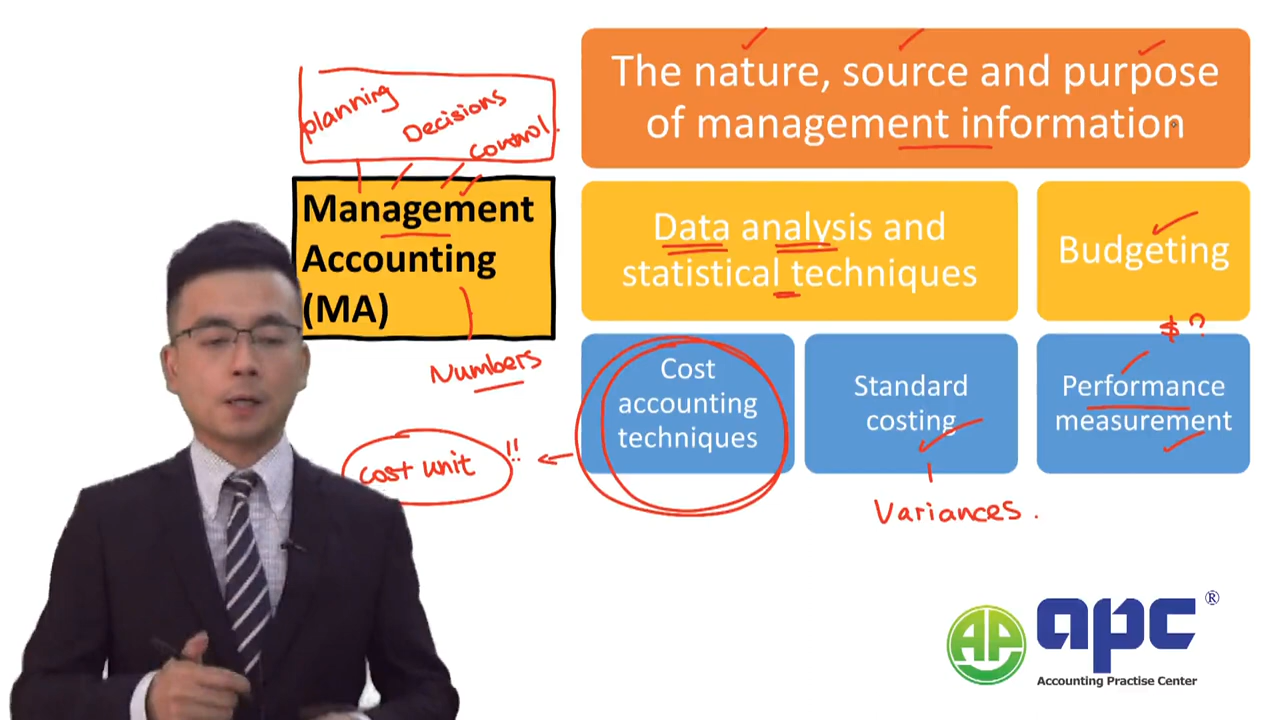 planning
Decisions
control.
Management
Accounting
(MA)
Numbers
cost unit !!
The nature, source and purpose
of management information
Data analysis and
statistical techniques
Budgeting
$ ?
Cost
accounting
techniques
Standard
costing
Performance
measurement
Variances.
AP
apc ®
Accounting Practise Center